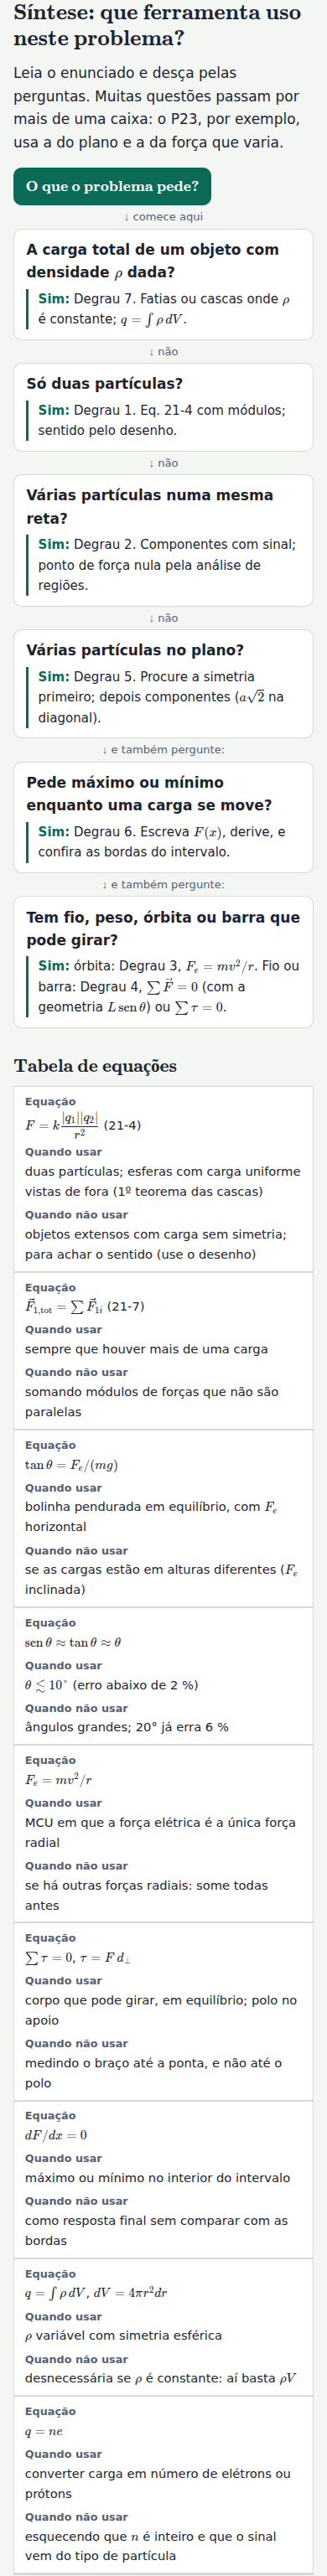 Síntese: que ferramenta uso
neste problema?
Leia o enunciado e desça pelas
perguntas. Muitas questões passam por
mais de uma caixa: o P23, por exemplo,
usa a do plano e a da força que varia.
O que o problema pede?
↓ comece aqui
A carga total de um objeto com
densidade ρ dada?
Sim: Degrau 7. Fatias ou cascas onde ρ
é constante; q = ∫ ρ dV.
↓ não
Só duas partículas?
Sim: Degrau 1. Eq. 21-4 com módulos;
sentido pelo desenho.
↓ não
Várias partículas numa mesma
reta?
Sim: Degrau 2. Componentes com sinal;
ponto de força nula pela análise de
regiões.
↓ não
Várias partículas no plano?
Sim: Degrau 5. Procure a simetria
primeiro; depois componentes (a√2 na
diagonal).
↓ e também pergunte:
Pede máximo ou mínimo
enquanto uma carga se move?
Sim: Degrau 6. Escreva F(x), derive, e
confira as bordas do intervalo.
↓ e também pergunte:
Tem fio, peso, órbita ou barra que
pode girar?
Sim: órbita: Degrau 3, Fₑ = mv²/r. Fio ou
barra: Degrau 4, ∑ F⃗ = 0 (com a
geometria L sen θ) ou ∑ τ = 0.
Tabela de equações
Equação
F = k |q₁||q₂|/r² (21-4)
Quando usar
duas partículas; esferas com carga uniforme
vistas de fora (1º teorema das cascas)
Quando não usar
objetos extensos com carga sem simetria;
para achar o sentido (use o desenho)
Equação
F⃗₁,tot = ∑ F⃗₁ᵢ (21-7)
Quando usar
sempre que houver mais de uma carga
Quando não usar
somando módulos de forças que não são
paralelas
Equação
tan θ = Fₑ/(mg)
Quando usar
bolinha pendurada em equilíbrio, com Fₑ
horizontal
Quando não usar
se as cargas estão em alturas diferentes (Fₑ
inclinada)
Equação
sen θ ≈ tan θ ≈ θ
Quando usar
θ ≲ 10° (erro abaixo de 2 %)
Quando não usar
ângulos grandes; 20° já erra 6 %
Equação
Fₑ = mv²/r
Quando usar
MCU em que a força elétrica é a única força
radial
Quando não usar
se há outras forças radiais: some todas
antes
Equação
∑ τ = 0, τ = F d⊥
Quando usar
corpo que pode girar, em equilíbrio; polo no
apoio
Quando não usar
medindo o braço até a ponta, e não até o
polo
Equação
dF/dx = 0
Quando usar
máximo ou mínimo no interior do intervalo
Quando não usar
como resposta final sem comparar com as
bordas
Equação
q = ∫ ρ dV, dV = 4πr²dr
Quando usar
ρ variável com simetria esférica
Quando não usar
desnecessária se ρ é constante: aí basta ρV
Equação
q = ne
Quando usar
converter carga em número de elétrons ou
prótons
Quando não usar
esquecendo que n é inteiro e que o sinal
vem do tipo de partícula